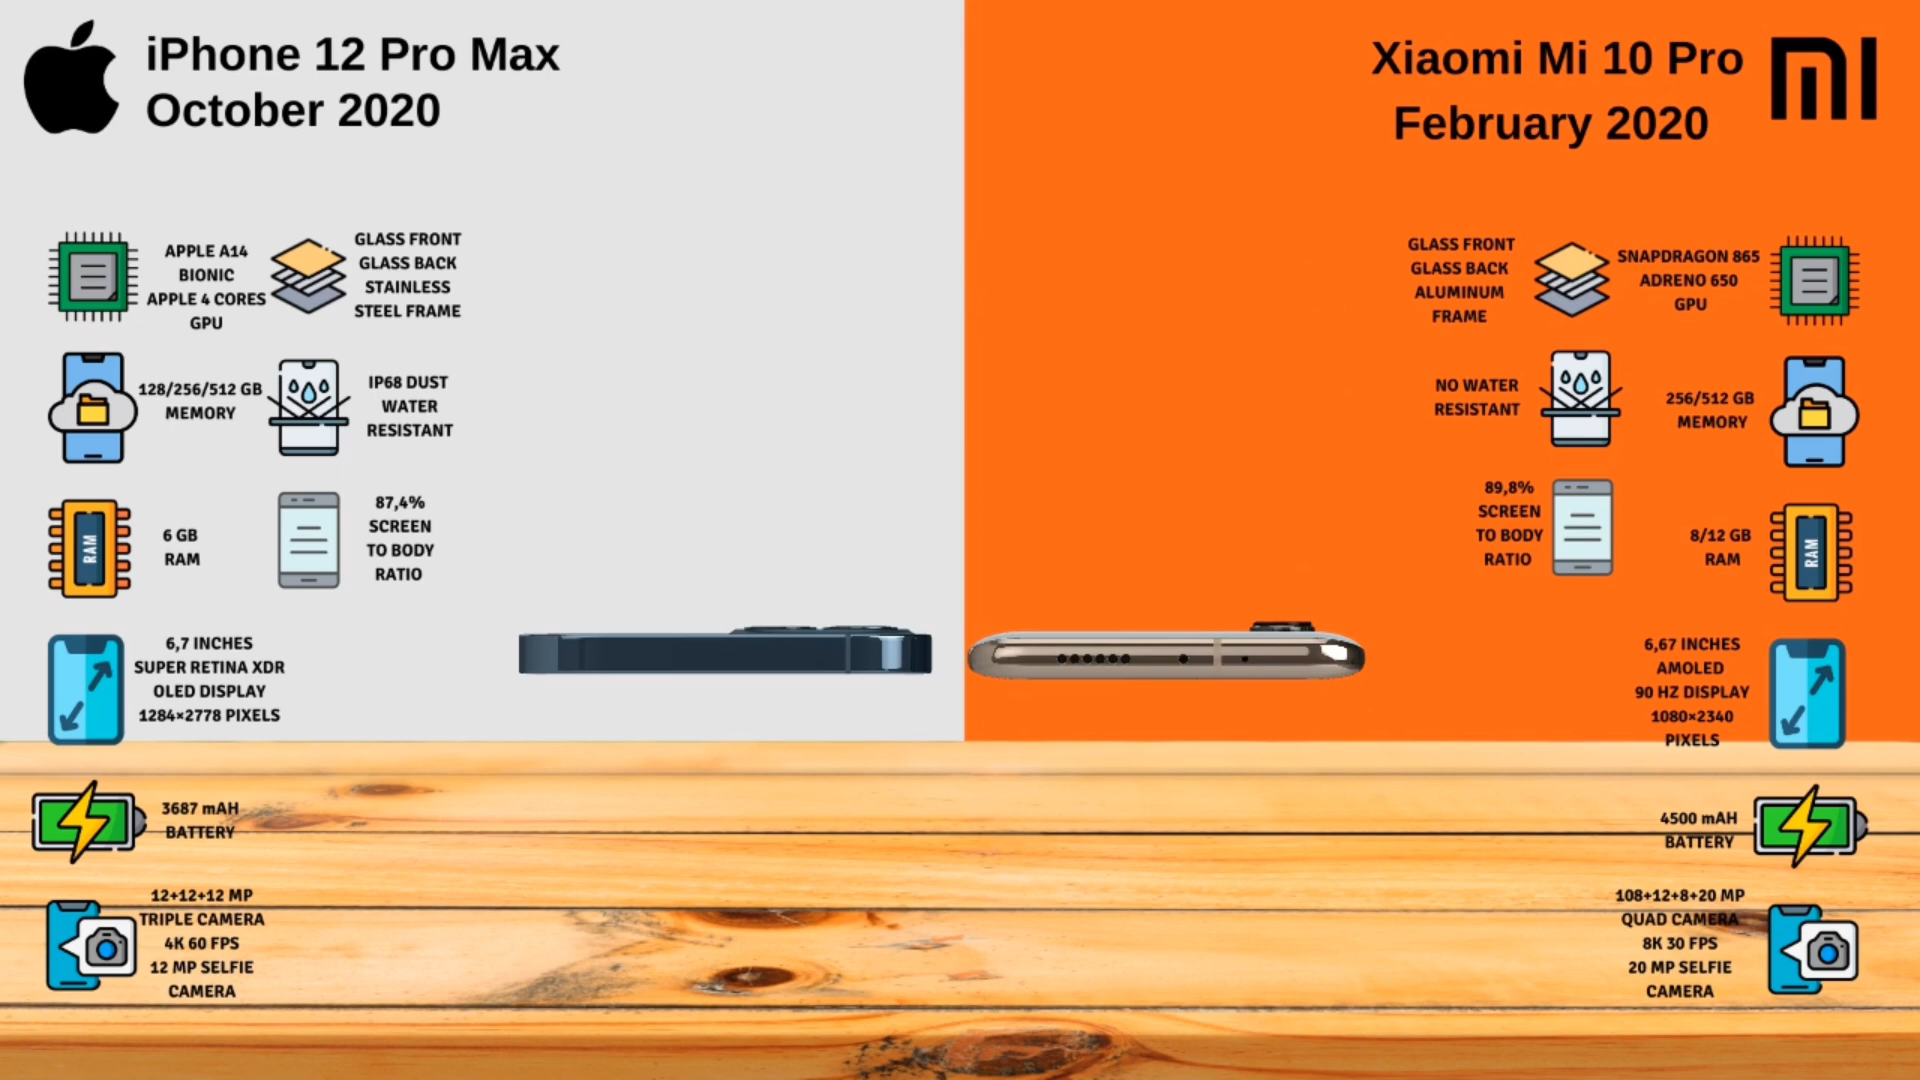 iPhone 12 Pro Max
October 2020
APPLE A14
BIONIC
APPLE 4 CORES
GPU
GLASS FRONT
GLASS BACK
STAINLESS
STEEL FRAME
128/256/512 GB
MEMORY
IP68 DUST
WATER
RESISTANT
RAM
6 GB
RAM
87,4%
SCREEN
TO BODY
RATIO
6,7 INCHES
SUPER RETINA XDR
OLED DISPLAY
1284×2778 PIXELS
3687 mAH
BATTERY
12+12+12 MP
TRIPLE CAMERA
4K 60 FPS
12 MP SELFIE
CAMERA
Xiaomi Mi 10 Pro
February 2020
MI
GLASS FRONT
GLASS BACK
ALUMINUM
FRAME
SNAPDRAGON 865
ADRENO 650
GPU
NO WATER
RESISTANT
256/512 GB
MEMORY
89,8%
SCREEN
TO BODY
RATIO
8/12 GB
RAM
RAM
6,67 INCHES
AMOLED
90 HZ DISPLAY
1080×2340
PIXELS
4500 mAH
BATTERY
108+12+8+20 MP
QUAD CAMERA
8K 30 FPS
20 MP SELFIE
CAMERA